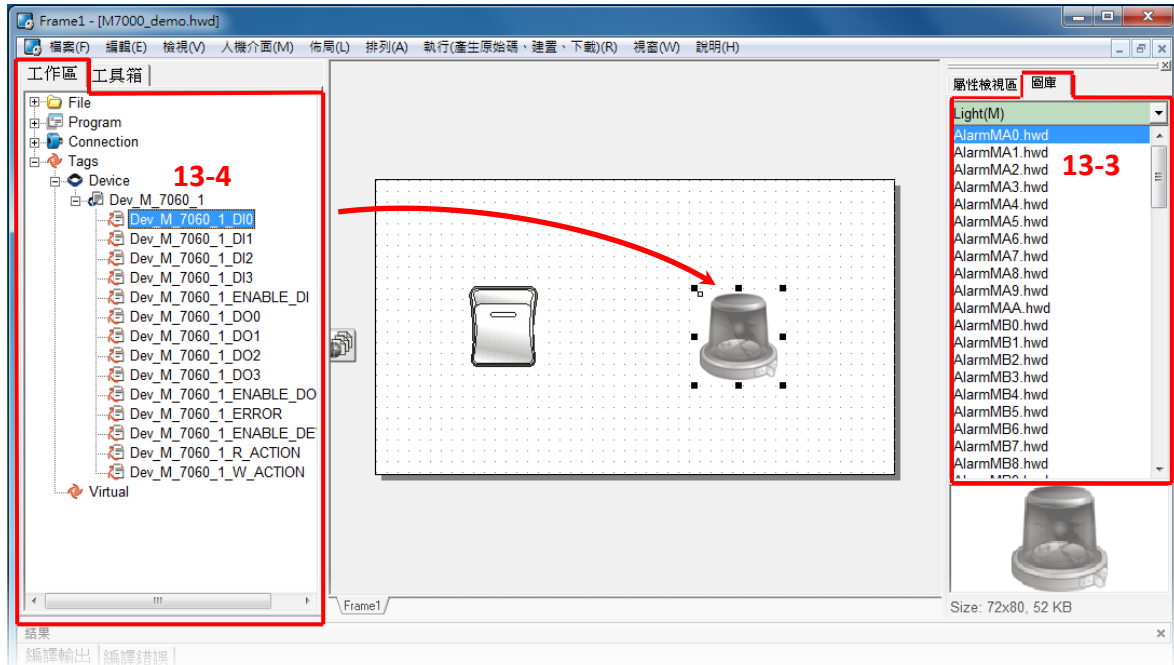 Frame1 - [M7000_demo.hwd]
檔案(F) 編輯(E) 檢視(V) 人機介面(M) 佈局(L) 排列(A) 執行(產生原始碼、建置、下載)(R) 視窗(W) 說明(H)
工作區 工具箱
File
Program
Connection
Tags
Device
13-4
Dev_M_7060_1
Dev_M_7060_1_DI0
Dev_M_7060_1_DI1
Dev_M_7060_1_DI2
Dev_M_7060_1_DI3
Dev_M_7060_1_ENABLE_DI
Dev_M_7060_1_DO0
Dev_M_7060_1_DO1
Dev_M_7060_1_DO2
Dev_M_7060_1_DO3
Dev_M_7060_1_ENABLE_DO
Dev_M_7060_1_ERROR
Dev_M_7060_1_ENABLE_DE
Dev_M_7060_1_R_ACTION
Dev_M_7060_1_W_ACTION
Virtual
Frame1
屬性檢視區 圖庫
Light(M)
AlarmMA0.hwd
AlarmMA1.hwd
AlarmMA2.hwd
13-3
AlarmMA3.hwd
AlarmMA4.hwd
AlarmMA5.hwd
AlarmMA6.hwd
AlarmMA7.hwd
AlarmMA8.hwd
AlarmMA9.hwd
AlarmMAA.hwd
AlarmMB0.hwd
AlarmMB1.hwd
AlarmMB2.hwd
AlarmMB3.hwd
AlarmMB4.hwd
AlarmMB5.hwd
AlarmMB6.hwd
AlarmMB7.hwd
AlarmMB8.hwd
Size: 72x80, 52 KB
結果
編譯輸出 編譯錯誤